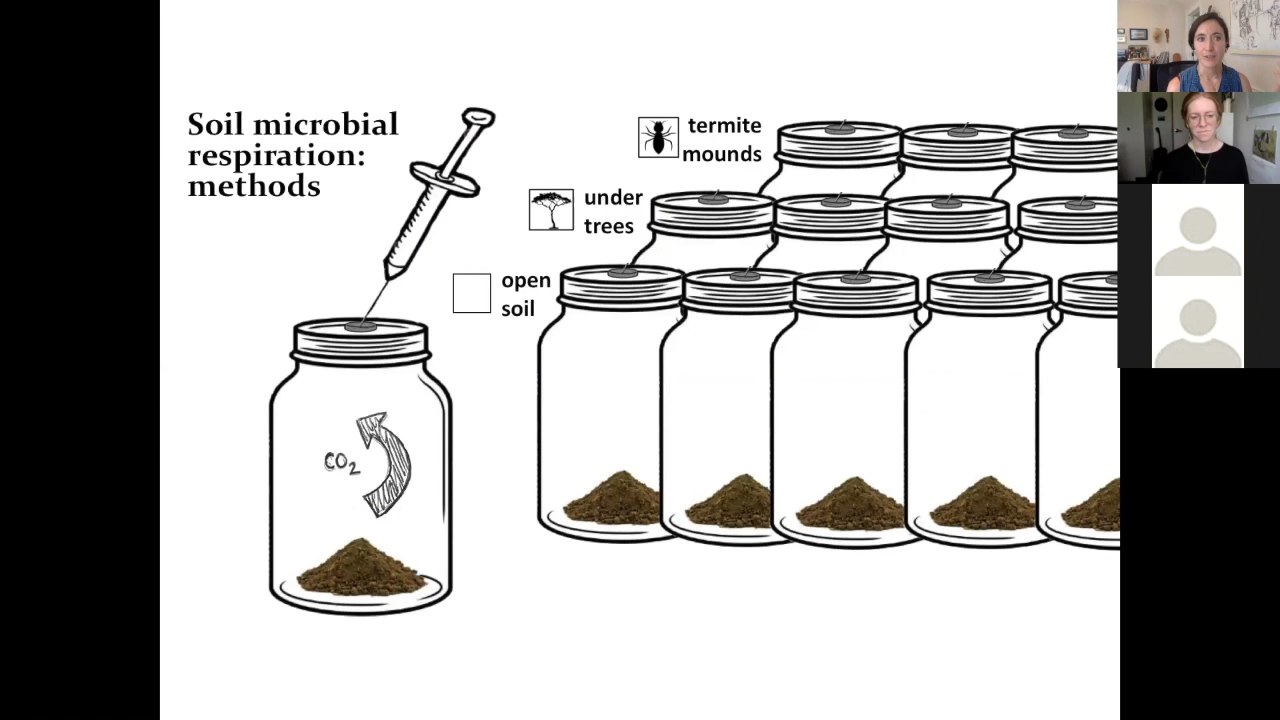 Soil microbial
respiration:
methods
termite
mounds
under
trees
open
soil
CO2